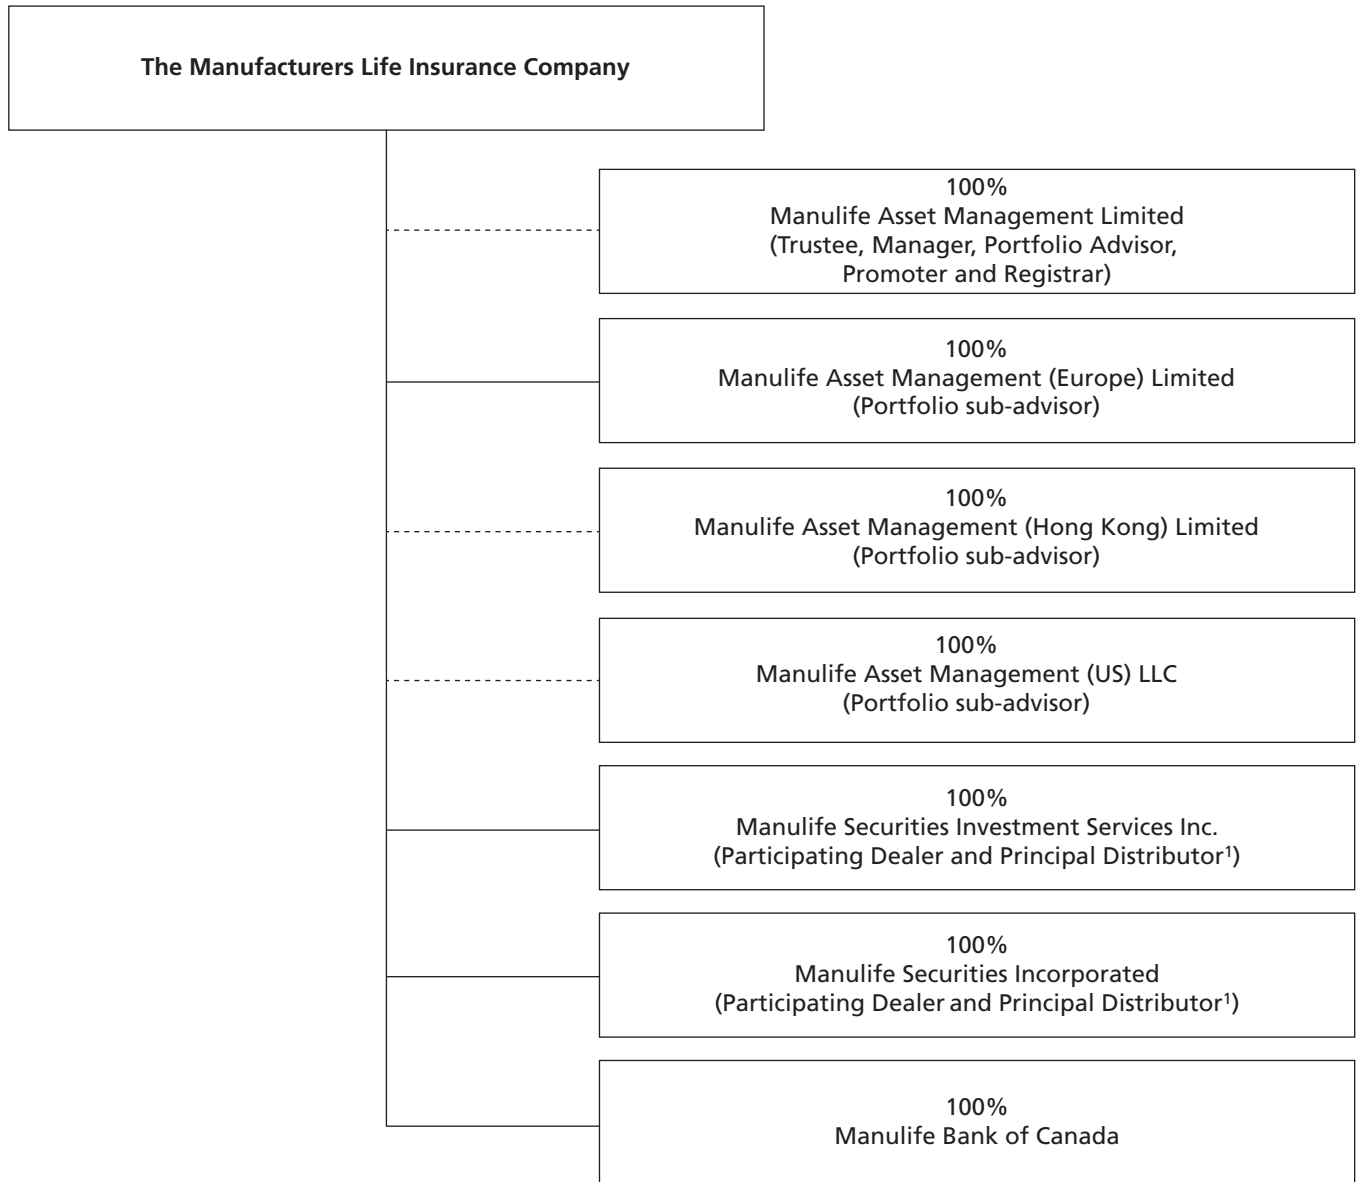 The Manufacturers Life Insurance Company
100%
Manulife Asset Management Limited
(Trustee, Manager, Portfolio Advisor,
Promoter and Registrar)
100%
Manulife Asset Management (Europe) Limited
(Portfolio sub-advisor)
100%
Manulife Asset Management (Hong Kong) Limited
(Portfolio sub-advisor)
100%
Manulife Asset Management (US) LLC
(Portfolio sub-advisor)
100%
Manulife Securities Investment Services Inc.
(Participating Dealer and Principal Distributor¹)
100%
Manulife Securities Incorporated
(Participating Dealer and Principal Distributor¹)
100%
Manulife Bank of Canada